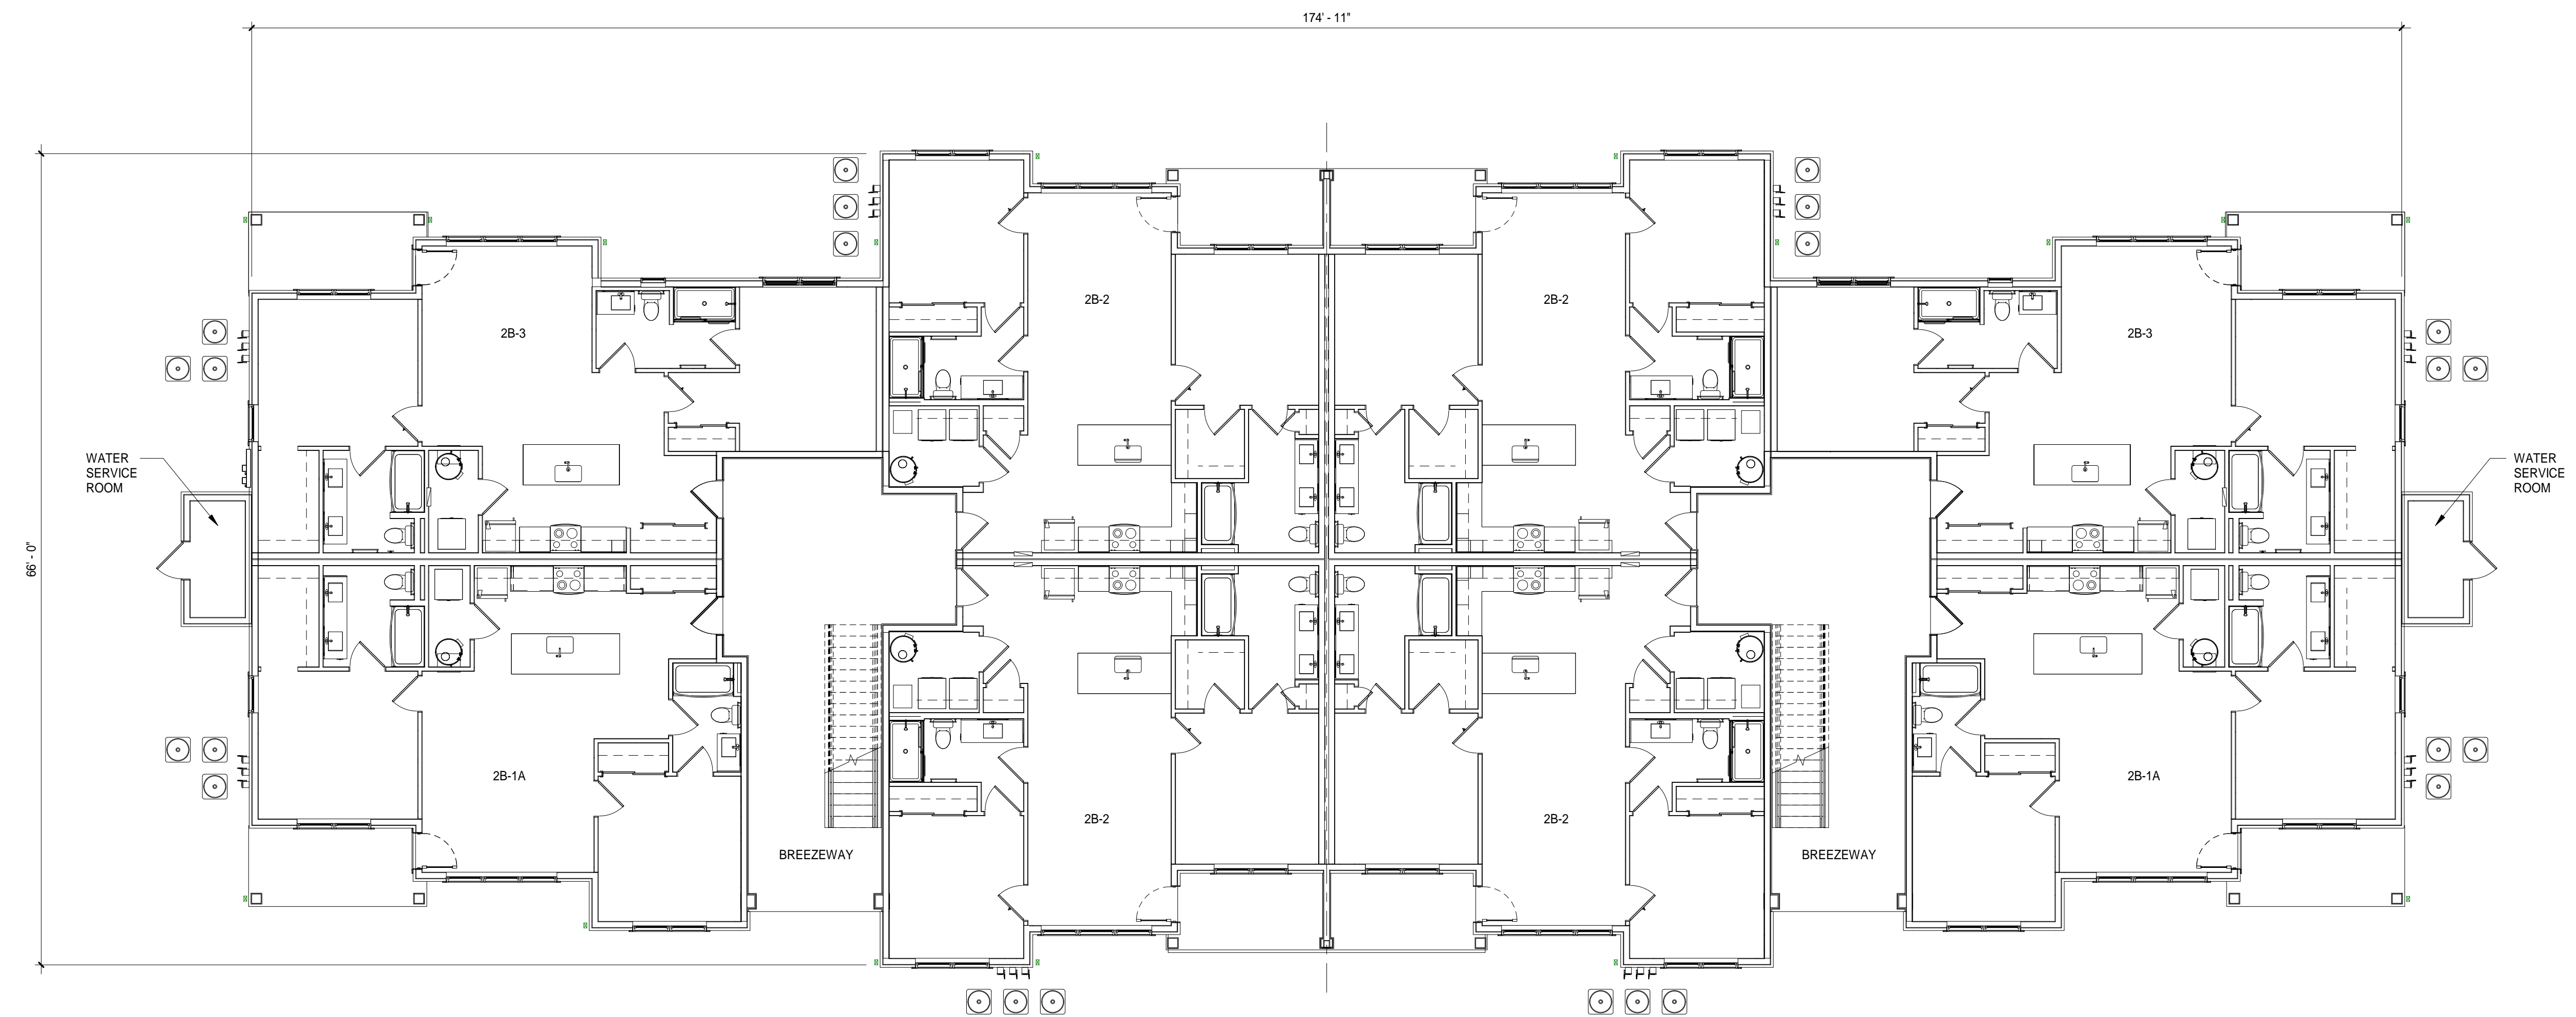 174' - 11"
2B-2
2B-2
2B-3
2B-3
WATER
SERVICE
ROOM
WATER
SERVICE
ROOM
66' - 0"
2B-1A
2B-1A
2B-2
2B-2
BREEZEWAY
BREEZEWAY